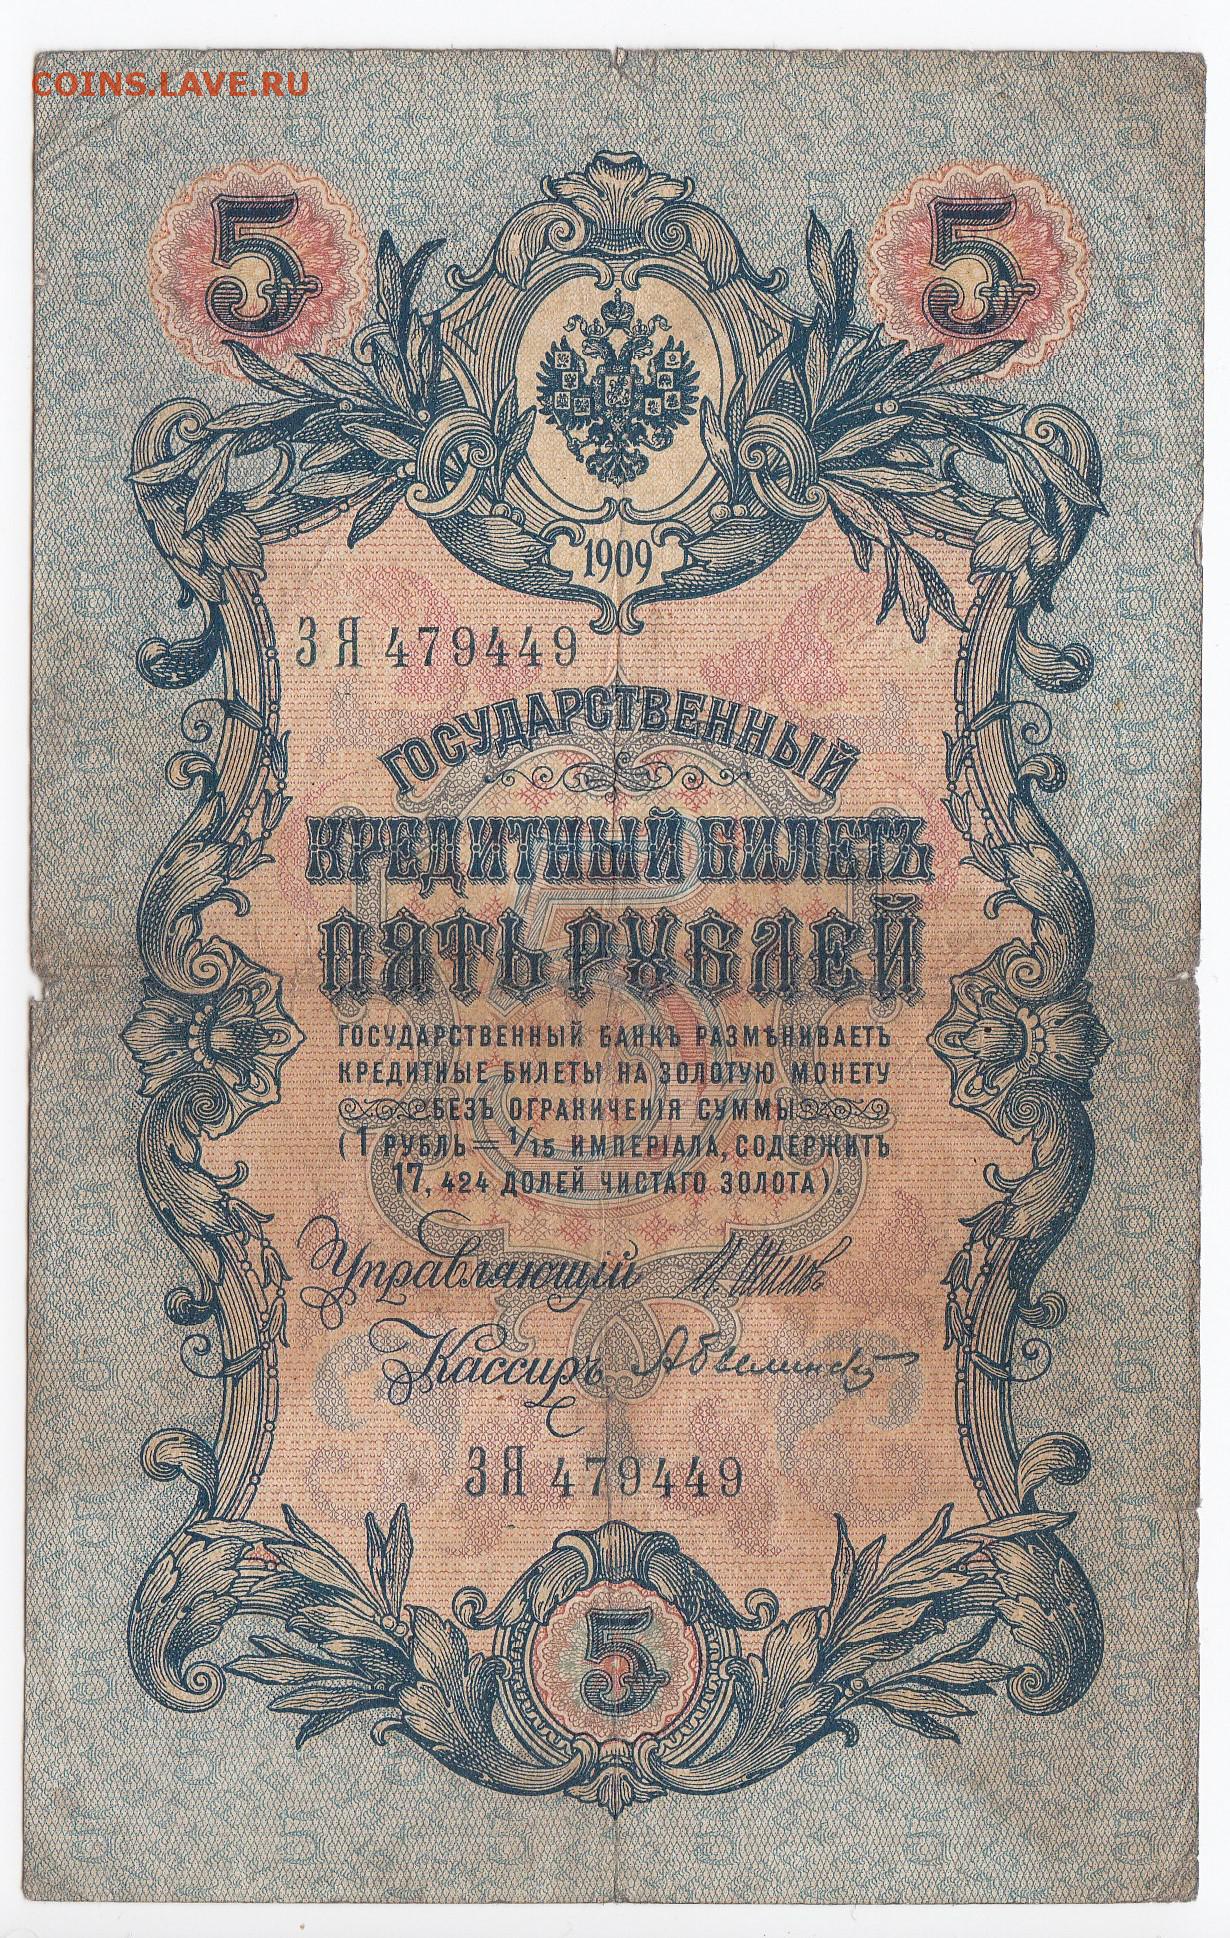 COINS.LAVE.RU
5 5
1909
ЗЯ 479449
ГОСУДАРСТВЕННЫЙ
КРЕДИТНЫЙ БИЛЕТЪ
ПЯТЬ РУБЛЕЙ
ГОСУДАРСТВЕННЫЙ БАНКЪ РАЗМѢНИВАЕТЪ
КРЕДИТНЫЕ БИЛЕТЫ НА ЗОЛОТУЮ МОНЕТУ
БЕЗЪ ОГРАНИЧЕНІЯ СУММЫ
(1 РУБЛЬ = 1/15 ИМПЕРІАЛА, СОДЕРЖИТЪ
17,424 ДОЛЕЙ ЧИСТАГО ЗОЛОТА).
Управляющій
Кассиръ
ЗЯ 479449
5